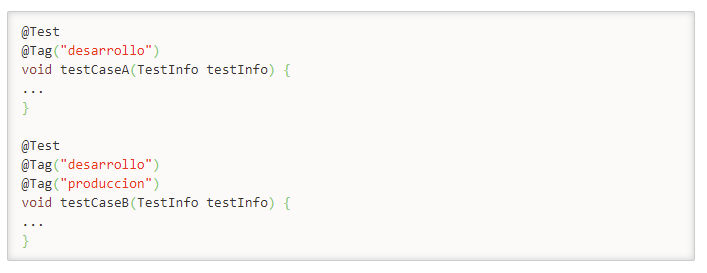 @Test
@Tag("desarrollo")
void testCaseA(TestInfo testInfo) {
...
}
@Test
@Tag("desarrollo")
@Tag("produccion")
void testCaseB(TestInfo testInfo) {
...
}